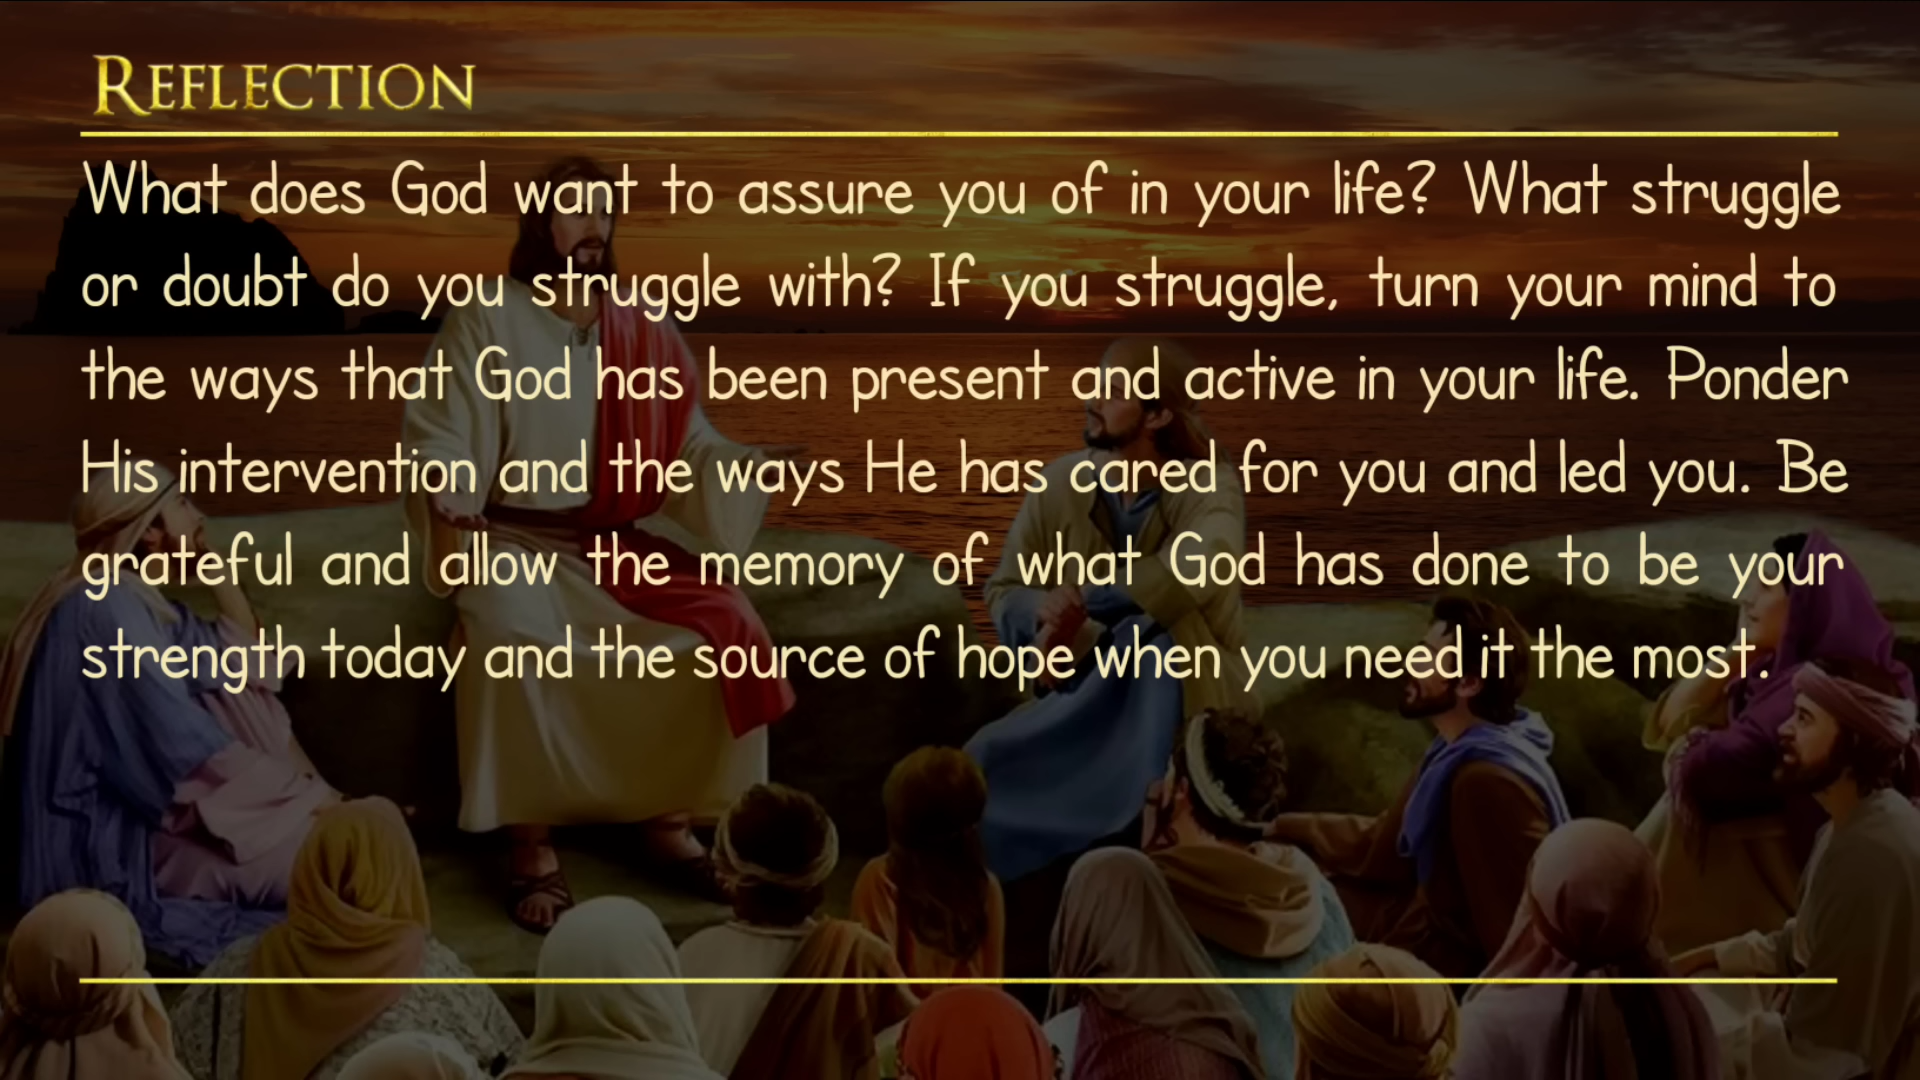 REFLECTION
What does God want to assure you of in your life? What struggle
or doubt do you struggle with? If you struggle, turn your mind to
the ways that God has been present and active in your life. Ponder
His intervention and the ways He has cared for you and led you. Be
grateful and allow the memory of what God has done to be your
strength today and the source of hope when you need it the most.